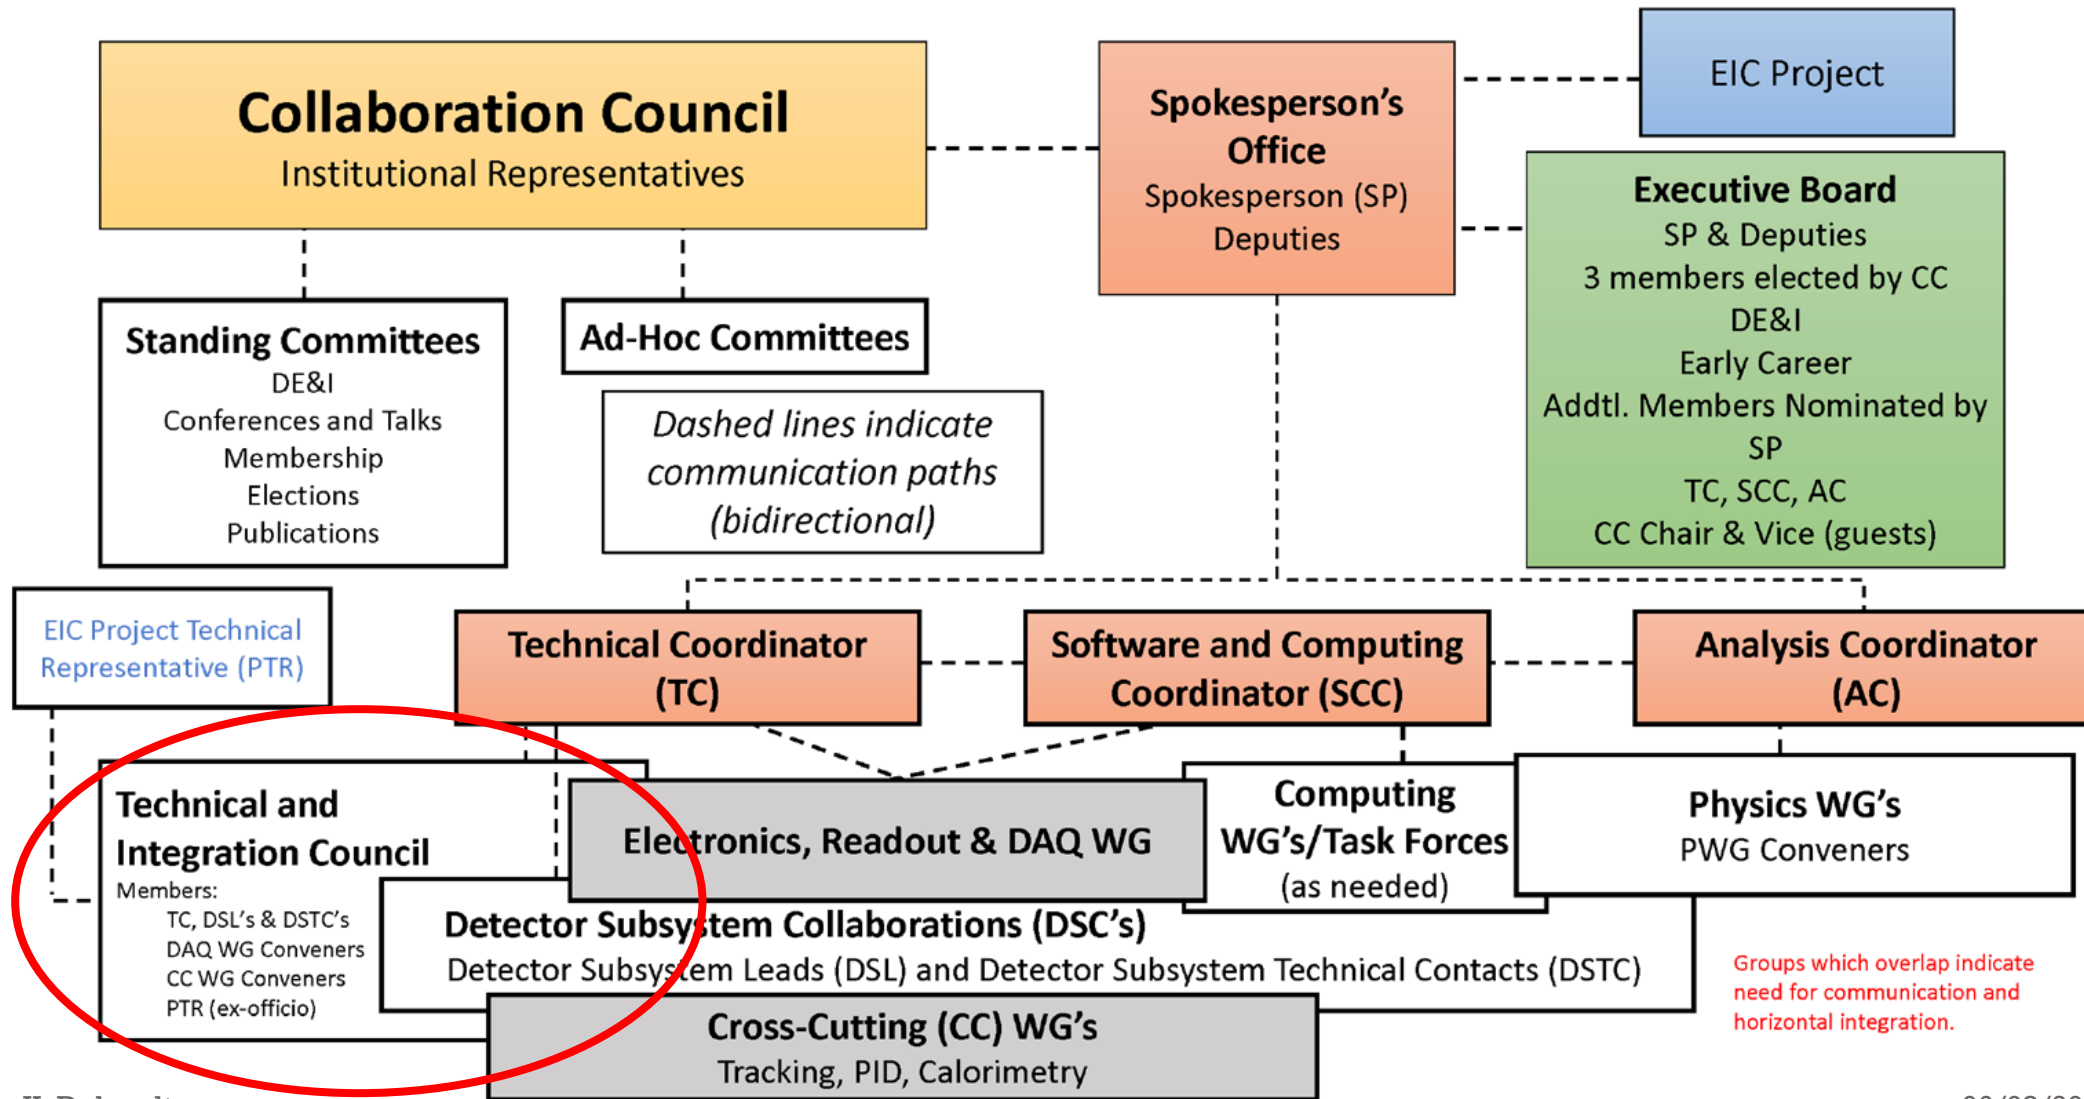 Collaboration Council
Institutional Representatives
Spokesperson's
Office
Spokesperson (SP)
Deputies
EIC Project
Executive Board
SP & Deputies
3 members elected by CC
DE&I
Early Career
Addtl. Members Nominated by
SP
TC, SCC, AC
CC Chair & Vice (guests)
Standing Committees
DE&I
Conferences and Talks
Membership
Elections
Publications
Ad-Hoc Committees
Dashed lines indicate
communication paths
(bidirectional)
EIC Project Technical
Representative (PTR)
Technical Coordinator
(TC)
Software and Computing
Coordinator (SCC)
Analysis Coordinator
(AC)
Technical and
Integration Council
Members:
TC, DSL's & DSTC's
DAQ WG Conveners
CC WG Conveners
PTR (ex-officio)
Electronics, Readout & DAQ WG
Computing
WG's/Task Forces
(as needed)
Physics WG's
PWG Conveners
Detector Subsystem Collaborations (DSC's)
Detector Subsystem Leads (DSL) and Detector Subsystem Technical Contacts (DSTC)
Cross-Cutting (CC) WG's
Tracking, PID, Calorimetry
Groups which overlap indicate
need for communication and
horizontal integration.